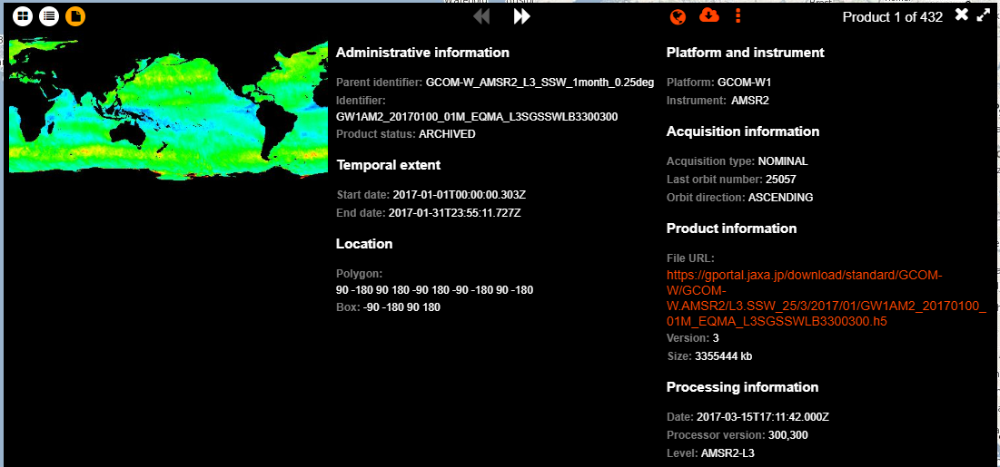 Product 1 of 432
Administrative information
Parent identifier: GCOM-W_AMSR2_L3_SSW_1month_0.25deg
Identifier:
GW1AM2_20170100_01M_EQMA_L3SGSSWLB3300300
Product status: ARCHIVED
Temporal extent
Start date: 2017-01-01T00:00:00.303Z
End date: 2017-01-31T23:55:11.727Z
Location
Polygon:
90 -180 90 180 -90 180 -90 -180 90 -180
Box: -90 -180 90 180
Platform and instrument
Platform: GCOM-W1
Instrument: AMSR2
Acquisition information
Acquisition type: NOMINAL
Last orbit number: 25057
Orbit direction: ASCENDING
Product information
File URL:
https://gportal.jaxa.jp/download/standard/GCOM-
W/GCOM-
W.AMSR2/L3.SSW_25/3/2017/01/GW1AM2_20170100_
01M_EQMA_L3SGSSWLB3300300.h5
Version: 3
Size: 3355444 kb
Processing information
Date: 2017-03-15T17:11:42.000Z
Processor version: 300,300
Level: AMSR2-L3